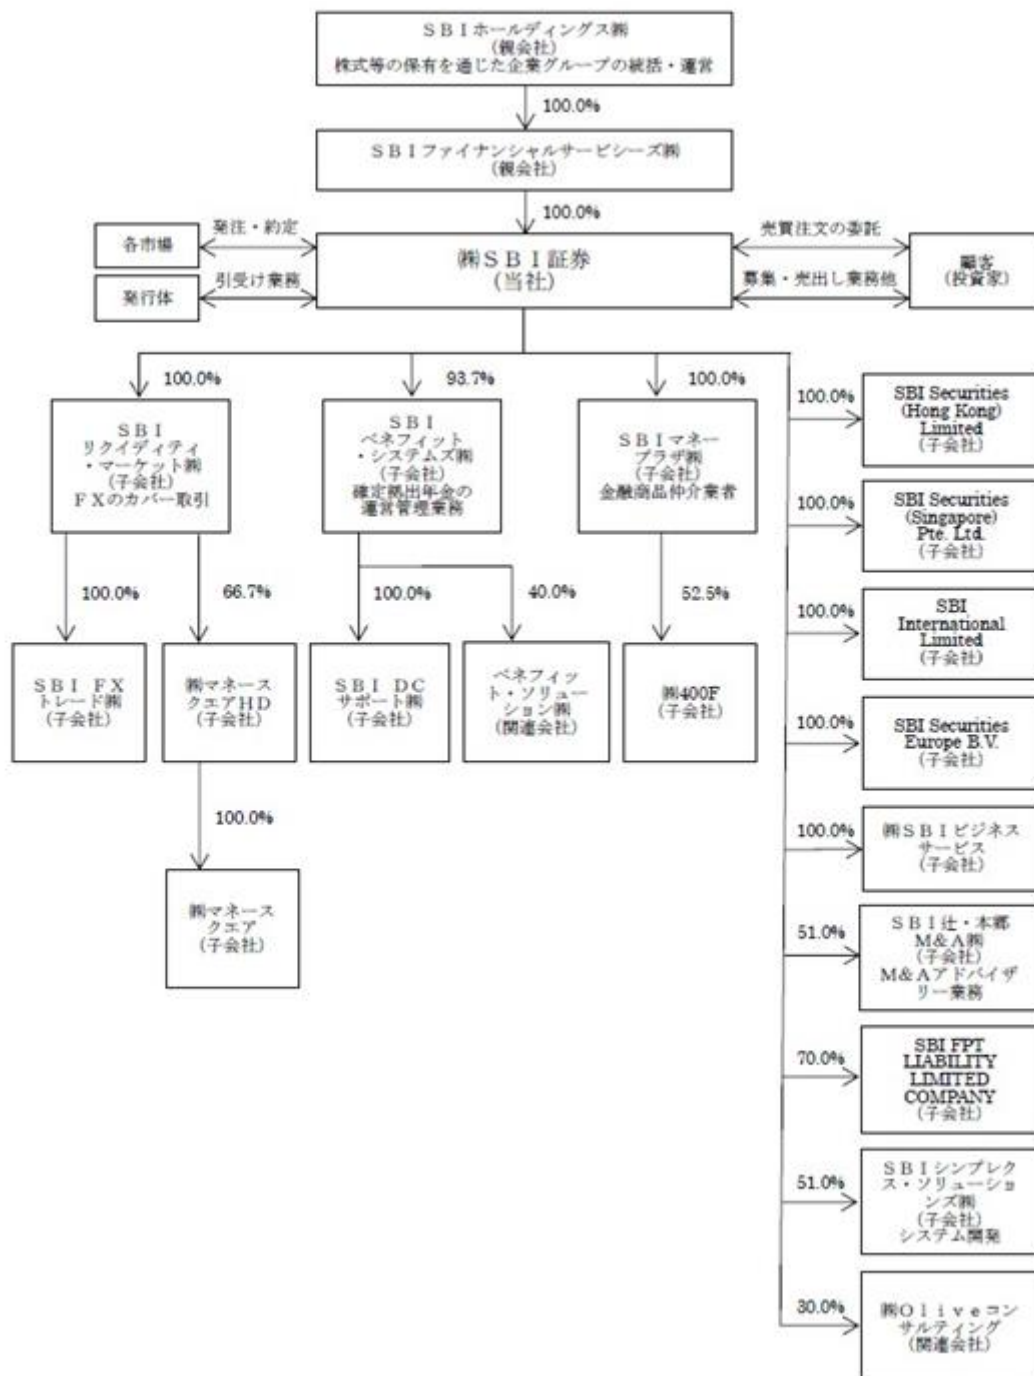 ＳＢＩホールディングス㈱
(親会社)
株式等の保有を通じた企業グループの統括・運営
100.0%
ＳＢＩファイナンシャルサービシーズ㈱
(親会社)
100.0%
各市場
発注・約定
㈱ＳＢＩ証券
(当社)
売買注文の委託
顧客
(投資家)
発行体
引受け業務
募集・売出し業務他
100.0%
93.7%
100.0%
ＳＢＩ
リクイディティ
・マーケット㈱
(子会社)
ＦＸのカバー取引
ＳＢＩ
ベネフィット
・システムズ㈱
(子会社)
確定拠出年金の
運営管理業務
ＳＢＩマネー
プラザ㈱
(子会社)
金融商品仲介業者
100.0%
66.7%
100.0%
40.0%
52.5%
ＳＢＩ ＦＸ
トレード㈱
(子会社)
㈱マネース
クエアＨＤ
(子会社)
ＳＢＩ ＤＣ
サポート㈱
(子会社)
ベネフィッ
ト・ソリュー
ション㈱
(関連会社)
㈱400F
(子会社)
100.0%
㈱マネース
クエア
(子会社)
100.0%
SBI Securities
(Hong Kong)
Limited
(子会社)
100.0%
SBI Securities
(Singapore)
Pte. Ltd.
(子会社)
100.0%
SBI
International
Limited
(子会社)
100.0%
SBI Securities
Europe B.V.
(子会社)
100.0%
㈱ＳＢＩビジネス
サービス
(子会社)
51.0%
ＳＢＩ辻・本郷
Ｍ＆Ａ㈱
(子会社)
Ｍ＆Ａアドバイザ
リー業務
70.0%
SBI FPT
LIABILITY
LIMITED
COMPANY
(子会社)
51.0%
ＳＢＩシンプレク
ス・ソリューショ
ンズ㈱
(子会社)
システム開発
30.0%
㈱Ｏｌｉｖｅコン
サルティング
(関連会社)